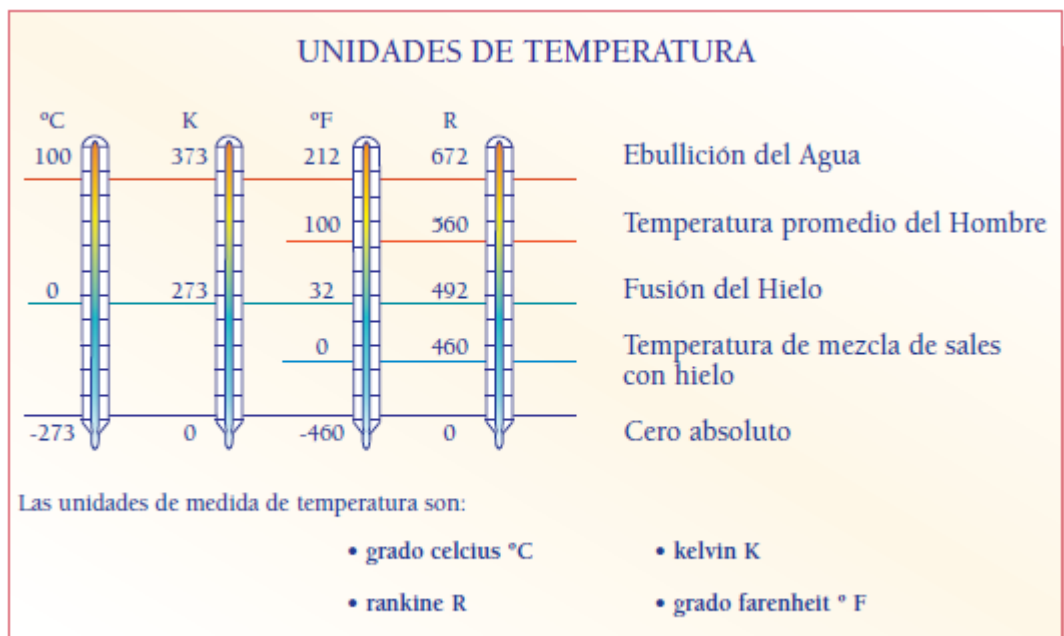 UNIDADES DE TEMPERATURA
ºC K ºF R
100 373 212 672 Ebullición del Agua
100 360 Temperatura promedio del Hombre
0 273 32 492 Fusión del Hielo
0 460 Temperatura de mezcla de sales
con hielo
-273 0 -460 0 Cero absoluto
Las unidades de medida de temperatura son:
• grado celcius ºC • kelvin K
• rankine R • grado farenheit º F